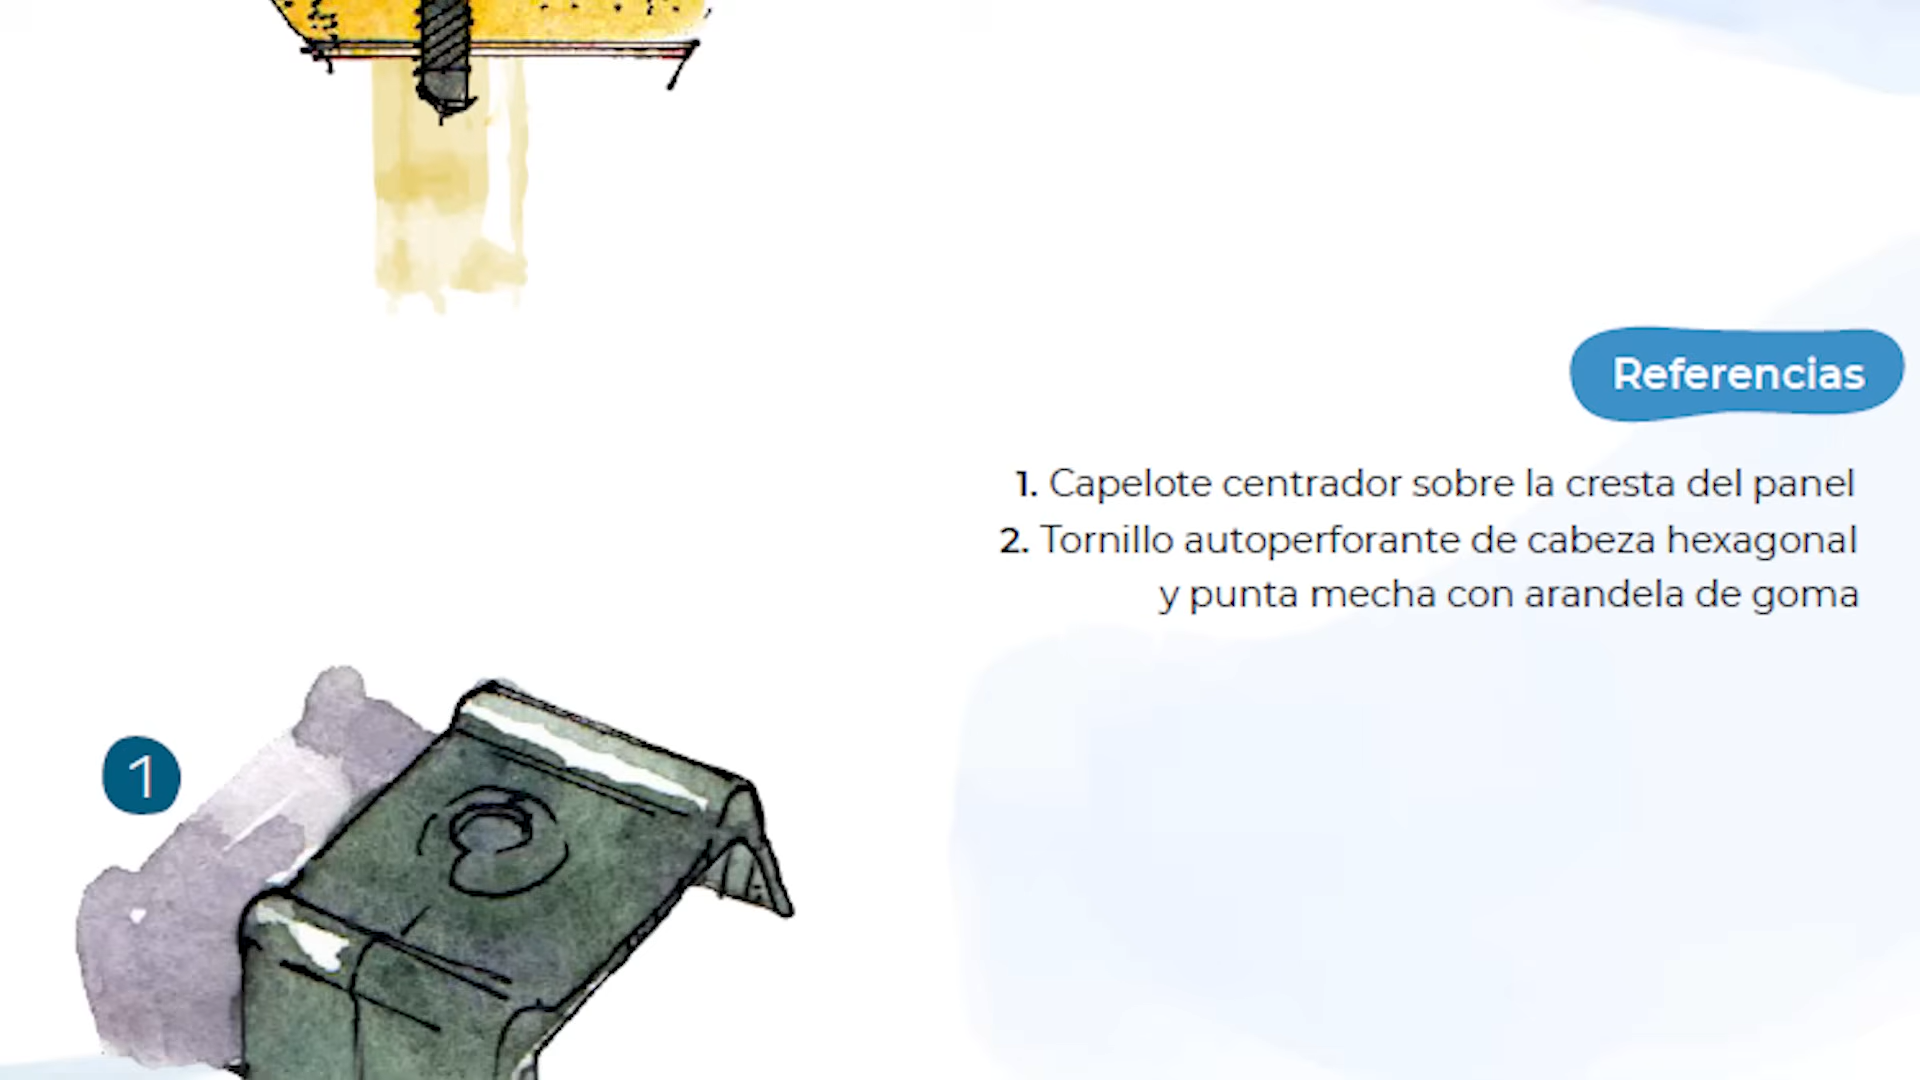 Referencias
1. Capelote centrador sobre la cresta del panel
2. Tornillo autoperforante de cabeza hexagonal
y punta mecha con arandela de goma
1